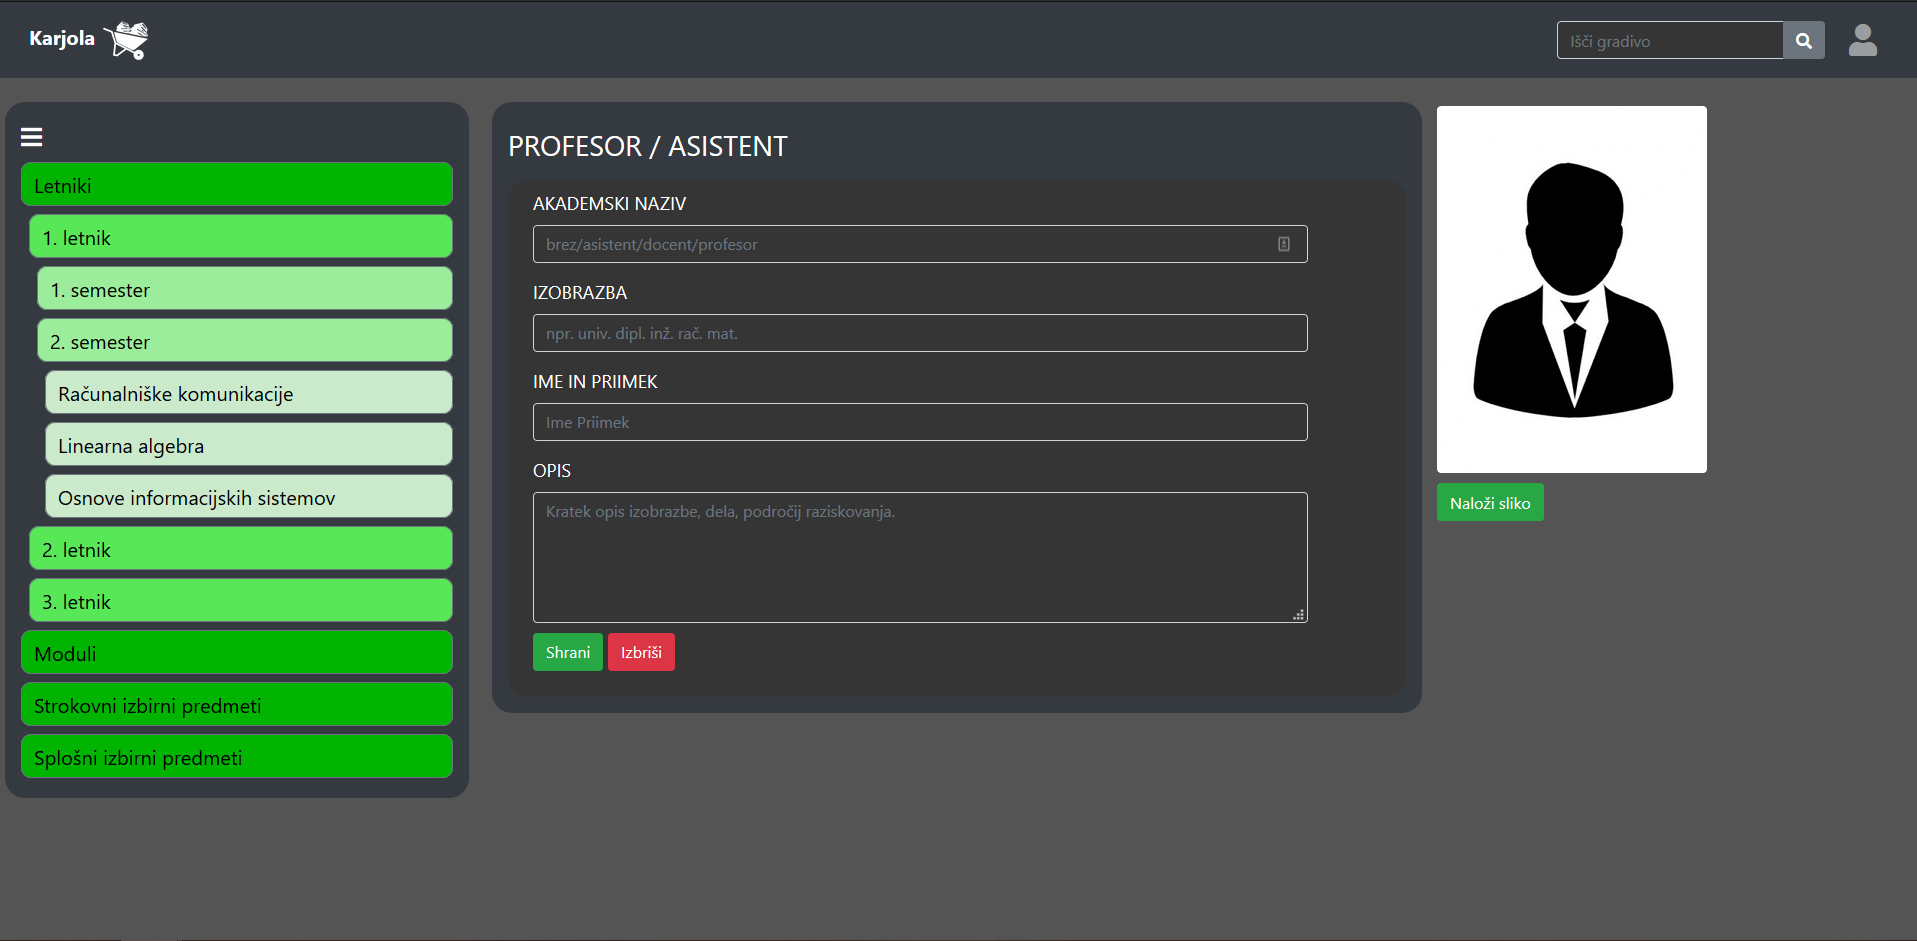 Karjola
Išči gradivo
Letniki
1. letnik
1. semester
2. semester
Računalniške komunikacije
Linearna algebra
Osnove informacijskih sistemov
2. letnik
3. letnik
Moduli
Strokovni izbirni predmeti
Splošni izbirni predmeti
PROFESOR / ASISTENT
AKADEMSKI NAZIV
brez/asistent/docent/profesor
IZOBRAZBA
npr. univ. dipl. inž. rač. mat.
IME IN PRIIMEK
Ime Priimek
OPIS
Kratek opis izobrazbe, dela, področij raziskovanja.
Shrani Izbriši
Naloži sliko